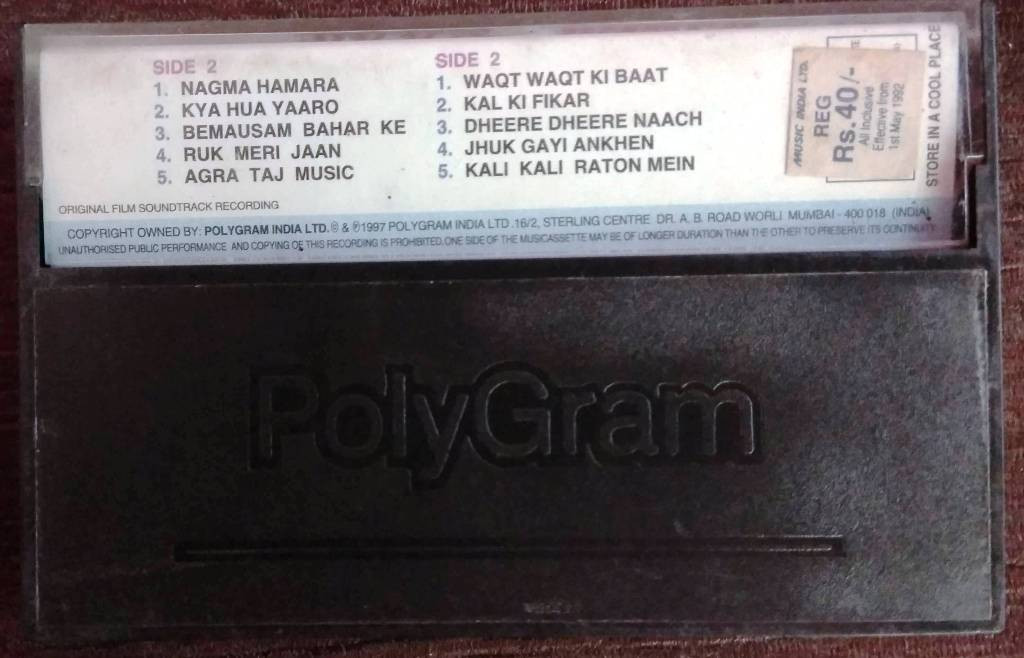 SIDE 2
1. NAGMA HAMARA
2. KYA HUA YAARO
3. BEMAUSAM BAHAR KE
4. RUK MERI JAAN
5. AGRA TAJ MUSIC
SIDE 2
1. WAQT WAQT KI BAAT
2. KAL KI FIKAR
3. DHEERE DHEERE NAACH
4. JHUK GAYI ANKHEN
5. KALI KALI RATON MEIN
MUSIC INDIA LTD.
REG
Rs. 40/-
All Inclusive
Effective from
1st May 1992
STORE IN A COOL PLACE
ORIGINAL FILM SOUNDTRACK RECORDING
COPYRIGHT OWNED BY: POLYGRAM INDIA LTD.© & ℗1997 POLYGRAM INDIA LTD .16/2, STERLING CENTRE DR. A. B. ROAD WORLI MUMBAI - 400 018 (INDIA)
UNAUTHORISED PUBLIC PERFORMANCE AND COPYING OF THIS RECORDING IS PROHIBITED.ONE SIDE OF THE MUSICASSETTE MAY BE OF LONGER DURATION THAN THE OTHER TO PRESERVE ITS CONTINUITY
PolyGram